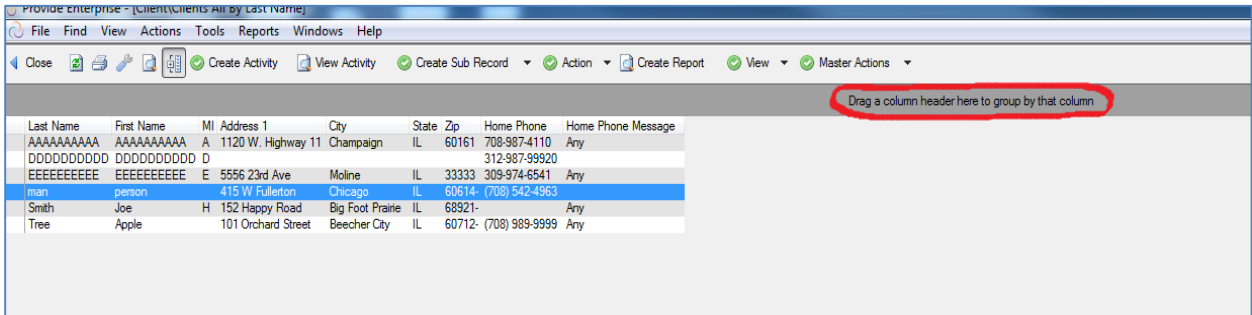 Provide Enterprise - [Client\Clients All By Last Name]
File Find View Actions Tools Reports Windows Help
Close Create Activity View Activity Create Sub Record Action Create Report View Master Actions
Drag a column header here to group by that column
Last Name First Name MI Address 1 City State Zip Home Phone Home Phone Message
AAAAAAAAAA AAAAAAAAAA A 1120 W. Highway 11 Champaign IL 60161 708-987-4110 Any
DDDDDDDDDD DDDDDDDDDD D 312-987-99920
EEEEEEEEEE EEEEEEEEEE E 5556 23rd Ave Moline IL 33333 309-974-6541 Any
man person 415 W Fullerton Chicago IL 60614- (708) 542-4963
Smith Joe H 152 Happy Road Big Foot Prairie IL 68921- Any
Tree Apple 101 Orchard Street Beecher City IL 60712- (708) 989-9999 Any